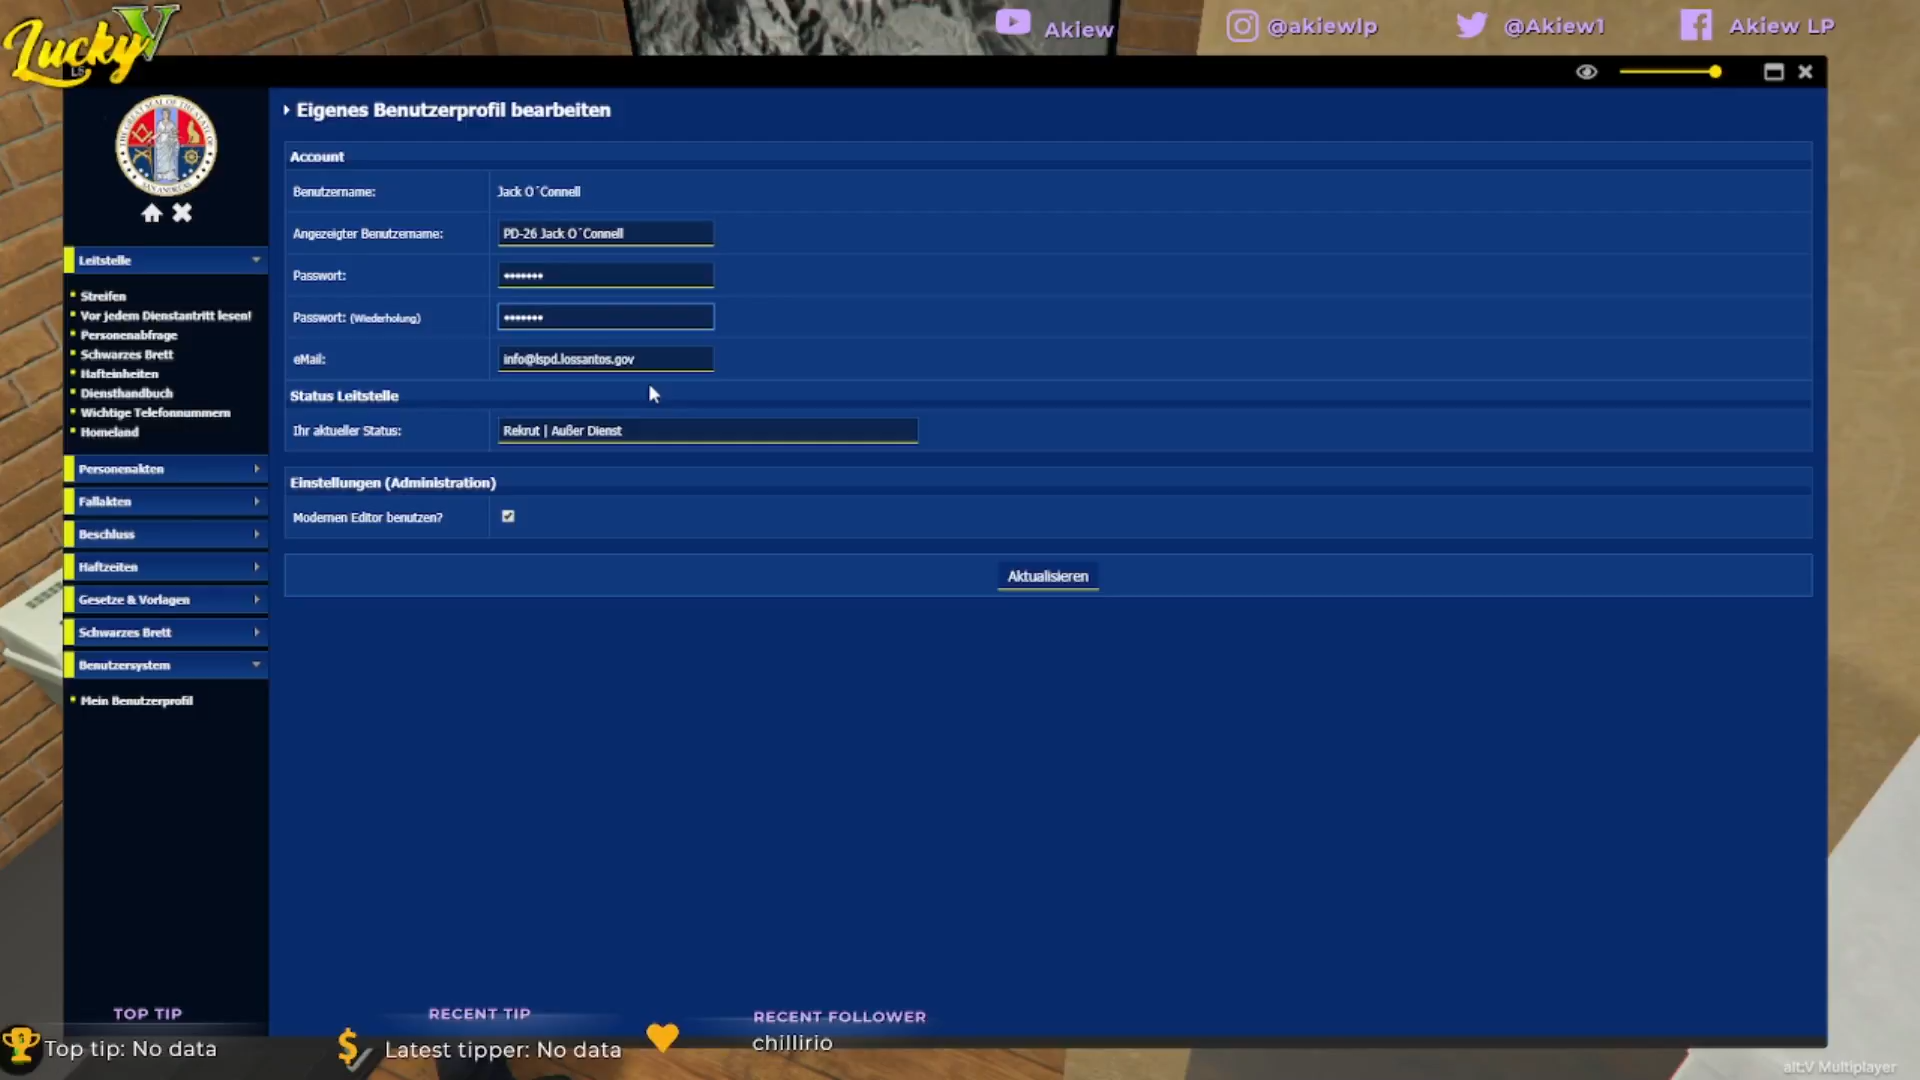 Lucky V
LS
Akiew
@akiewlp
@Akiew1
Akiew LP
Eigenes Benutzerprofil bearbeiten
Account
Benutzername:
Jack O´Connell
Angezeigter Benutzername:
PD-26 Jack O´Connell
Passwort:
•••••••
Passwort: (Wiederholung)
•••••••
eMail:
info@lspd.lossantos.gov
Status Leitstelle
Ihr aktueller Status:
Rekrut | Außer Dienst
Einstellungen (Administration)
Modernen Editor benutzen?
Aktualisieren
Leitstelle
Streifen
Vor jedem Dienstantritt lesen!
Personenabfrage
Schwarzes Brett
Hafteinheiten
Diensthandbuch
Wichtige Telefonnummern
Homeland
Personenakten
Fallakten
Beschluss
Haftzeiten
Gesetze & Vorlagen
Schwarzes Brett
Benutzersystem
Mein Benutzerprofil
TOP TIP
Top tip: No data
RECENT TIP
Latest tipper: No data
RECENT FOLLOWER
chillirio
alt:V Multiplayer